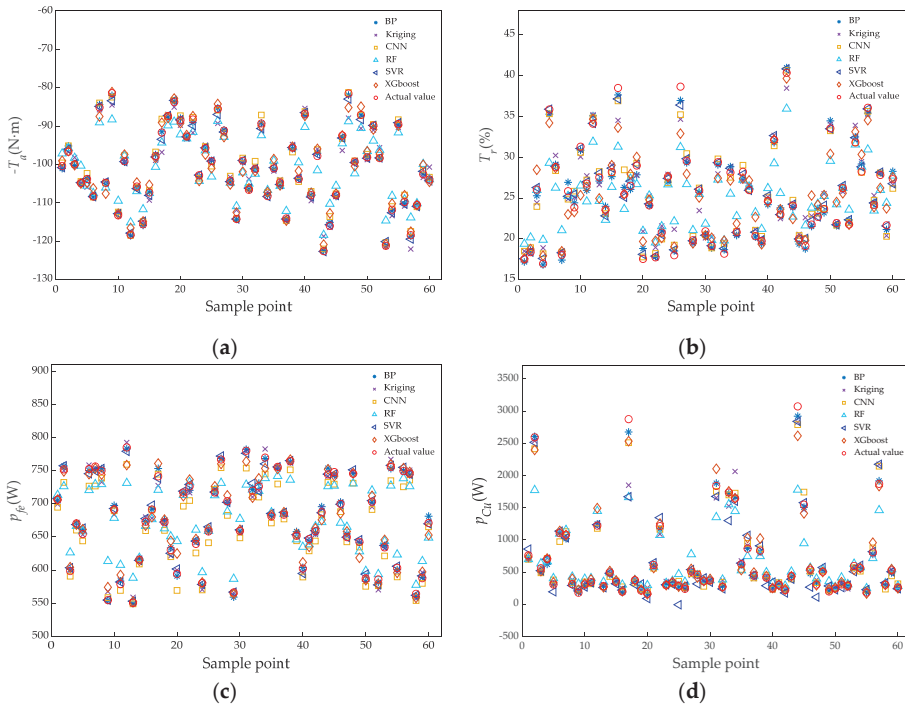 -60
-70
-80
-90
-100
-110
-120
-130
-T_a (N·m)
0 10 20 30 40 50 60
Sample point
BP
Kriging
CNN
RF
SVR
XGboost
Actual value
(a)
45
40
35
30
25
20
15
T_r (%)
0 10 20 30 40 50 60
Sample point
BP
Kriging
CNN
RF
SVR
XGboost
Actual value
(b)
900
850
800
750
700
650
600
550
500
p_fe (W)
0 10 20 30 40 50 60
Sample point
BP
Kriging
CNN
RF
SVR
XGboost
Actual value
(c)
3500
3000
2500
2000
1500
1000
500
0
-500
p_Cu (W)
0 10 20 30 40 50 60
Sample point
BP
Kriging
CNN
RF
SVR
XGboost
Actual value
(d)